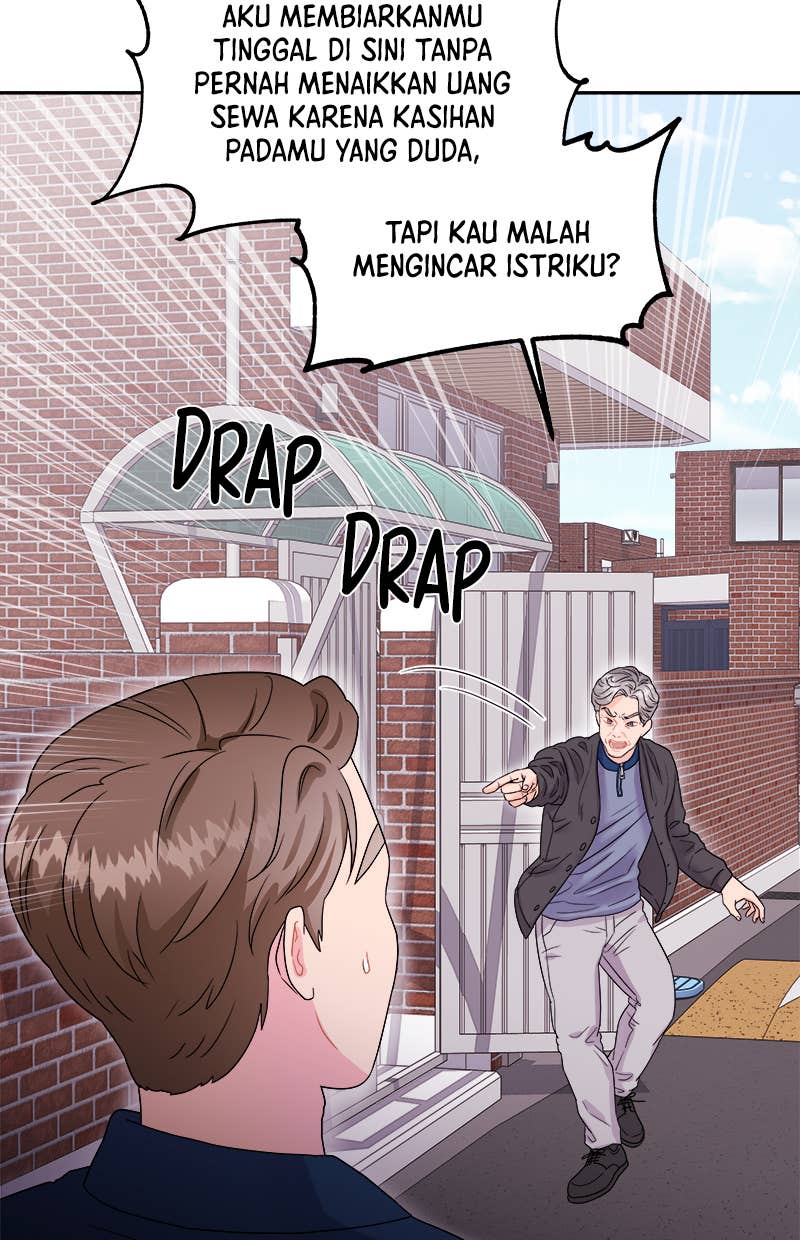 AKU MEMBIARKANMU
TINGGAL DI SINI TANPA
PERNAH MENAIKKAN UANG
SEWA KARENA KASIHAN
PADAMU YANG DUDA,
TAPI KAU MALAH
MENGINCAR ISTRIKU?
DRAP
DRAP